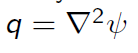 q = ∇²ψ